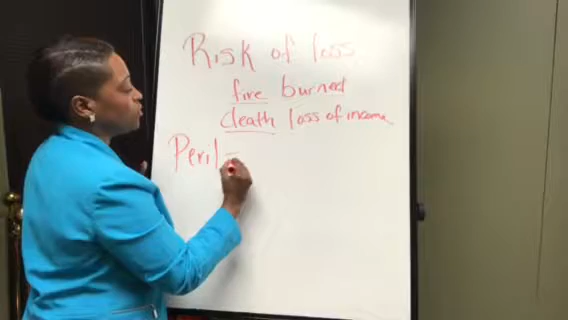 Risk of loss
fire burned
death loss of income
Peril =